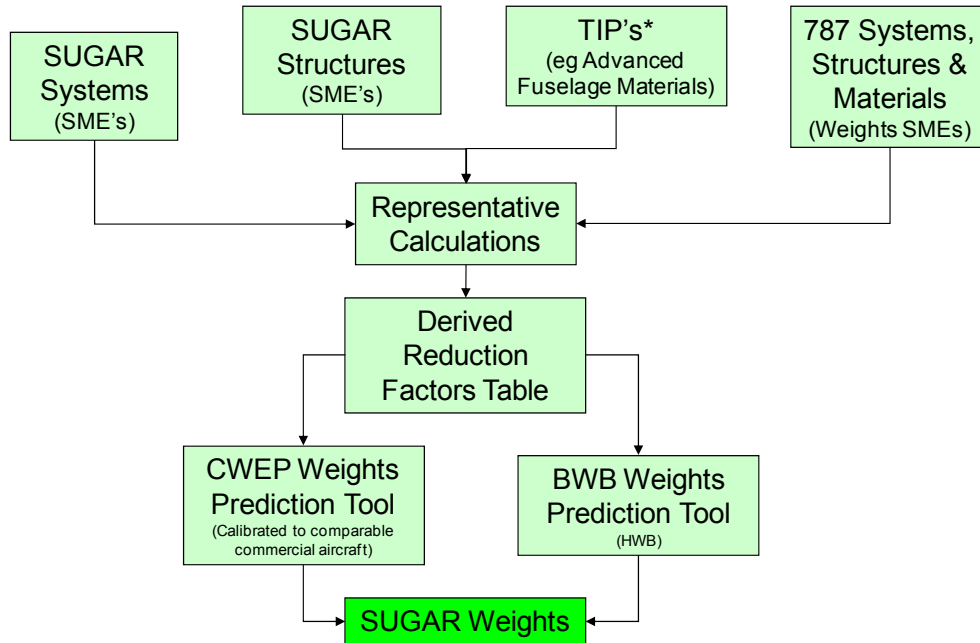 SUGAR
Systems
(SME's)
SUGAR
Structures
(SME's)
TIP's*
(eg Advanced
Fuselage Materials)
787 Systems,
Structures &
Materials
(Weights SMEs)
Representative
Calculations
Derived
Reduction
Factors Table
CWEP Weights
Prediction Tool
(Calibrated to comparable
commercial aircraft)
BWB Weights
Prediction Tool
(HWB)
SUGAR Weights